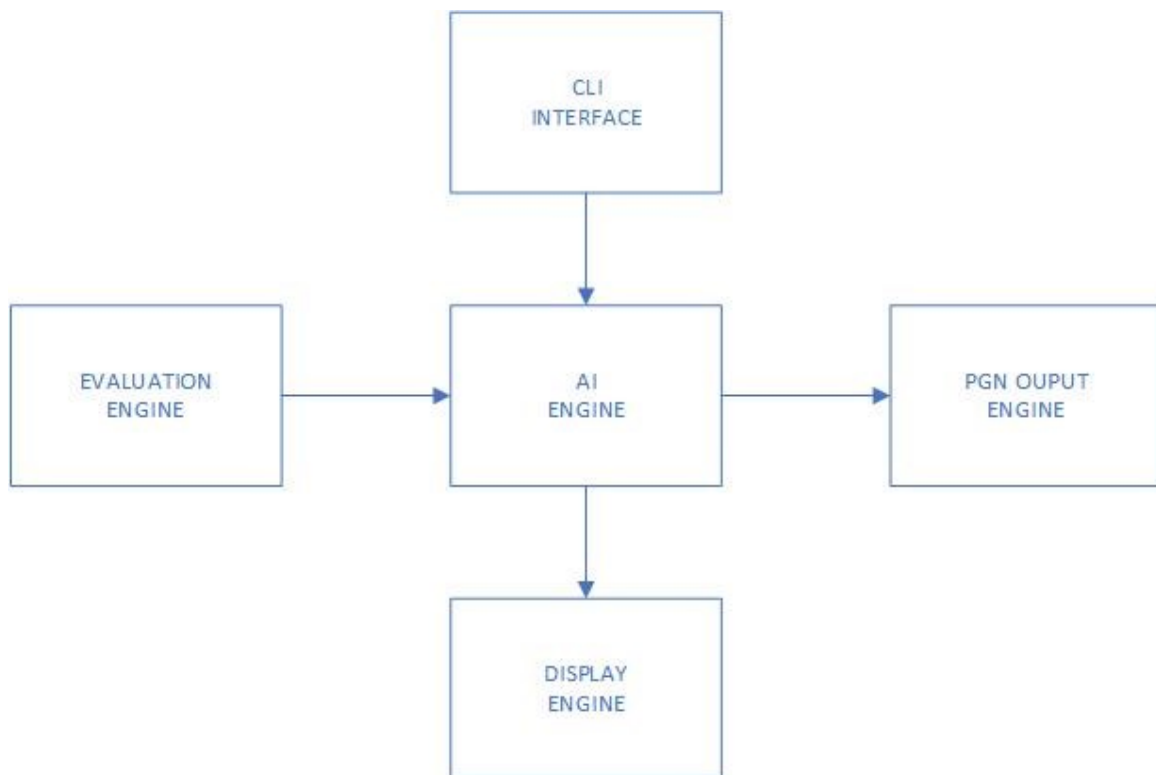 CLI
INTERFACE
EVALUATION
ENGINE
AI
ENGINE
PGN OUPUT
ENGINE
DISPLAY
ENGINE